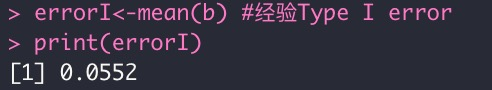 > errorI<-mean(b) #经验Type I error
> print(errorI)
[1] 0.0552